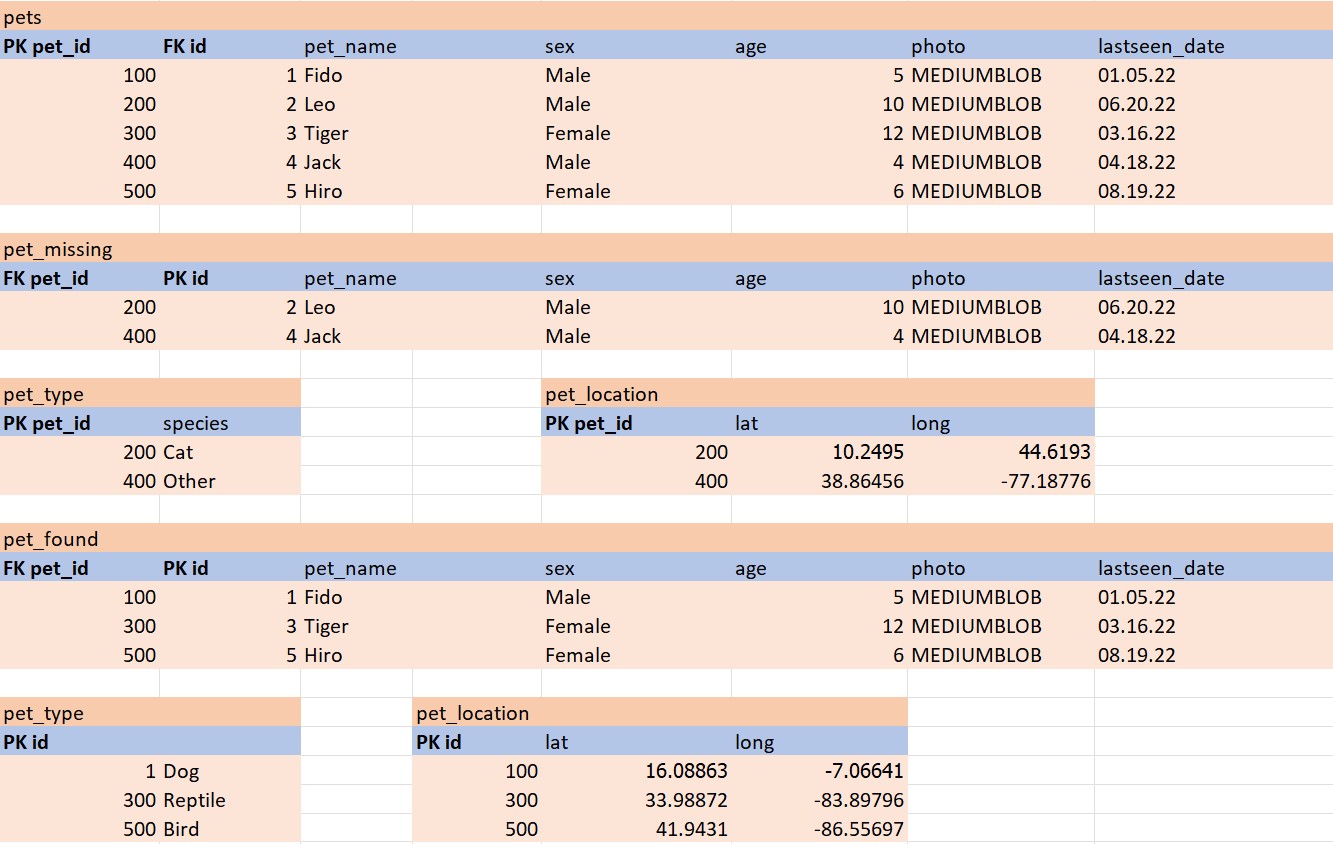 pets
PK pet_id FK id pet_name sex age photo lastseen_date
100 1 Fido Male 5 MEDIUMBLOB 01.05.22
200 2 Leo Male 10 MEDIUMBLOB 06.20.22
300 3 Tiger Female 12 MEDIUMBLOB 03.16.22
400 4 Jack Male 4 MEDIUMBLOB 04.18.22
500 5 Hiro Female 6 MEDIUMBLOB 08.19.22
pet_missing
FK pet_id PK id pet_name sex age photo lastseen_date
200 2 Leo Male 10 MEDIUMBLOB 06.20.22
400 4 Jack Male 4 MEDIUMBLOB 04.18.22
pet_type pet_location
PK pet_id species PK pet_id lat long
200 Cat 200 10.2495 44.6193
400 Other 400 38.86456 -77.18776
pet_found
FK pet_id PK id pet_name sex age photo lastseen_date
100 1 Fido Male 5 MEDIUMBLOB 01.05.22
300 3 Tiger Female 12 MEDIUMBLOB 03.16.22
500 5 Hiro Female 6 MEDIUMBLOB 08.19.22
pet_type pet_location
PK id PK id lat long
1 Dog 100 16.08863 -7.06641
300 Reptile 300 33.98872 -83.89796
500 Bird 500 41.9431 -86.55697